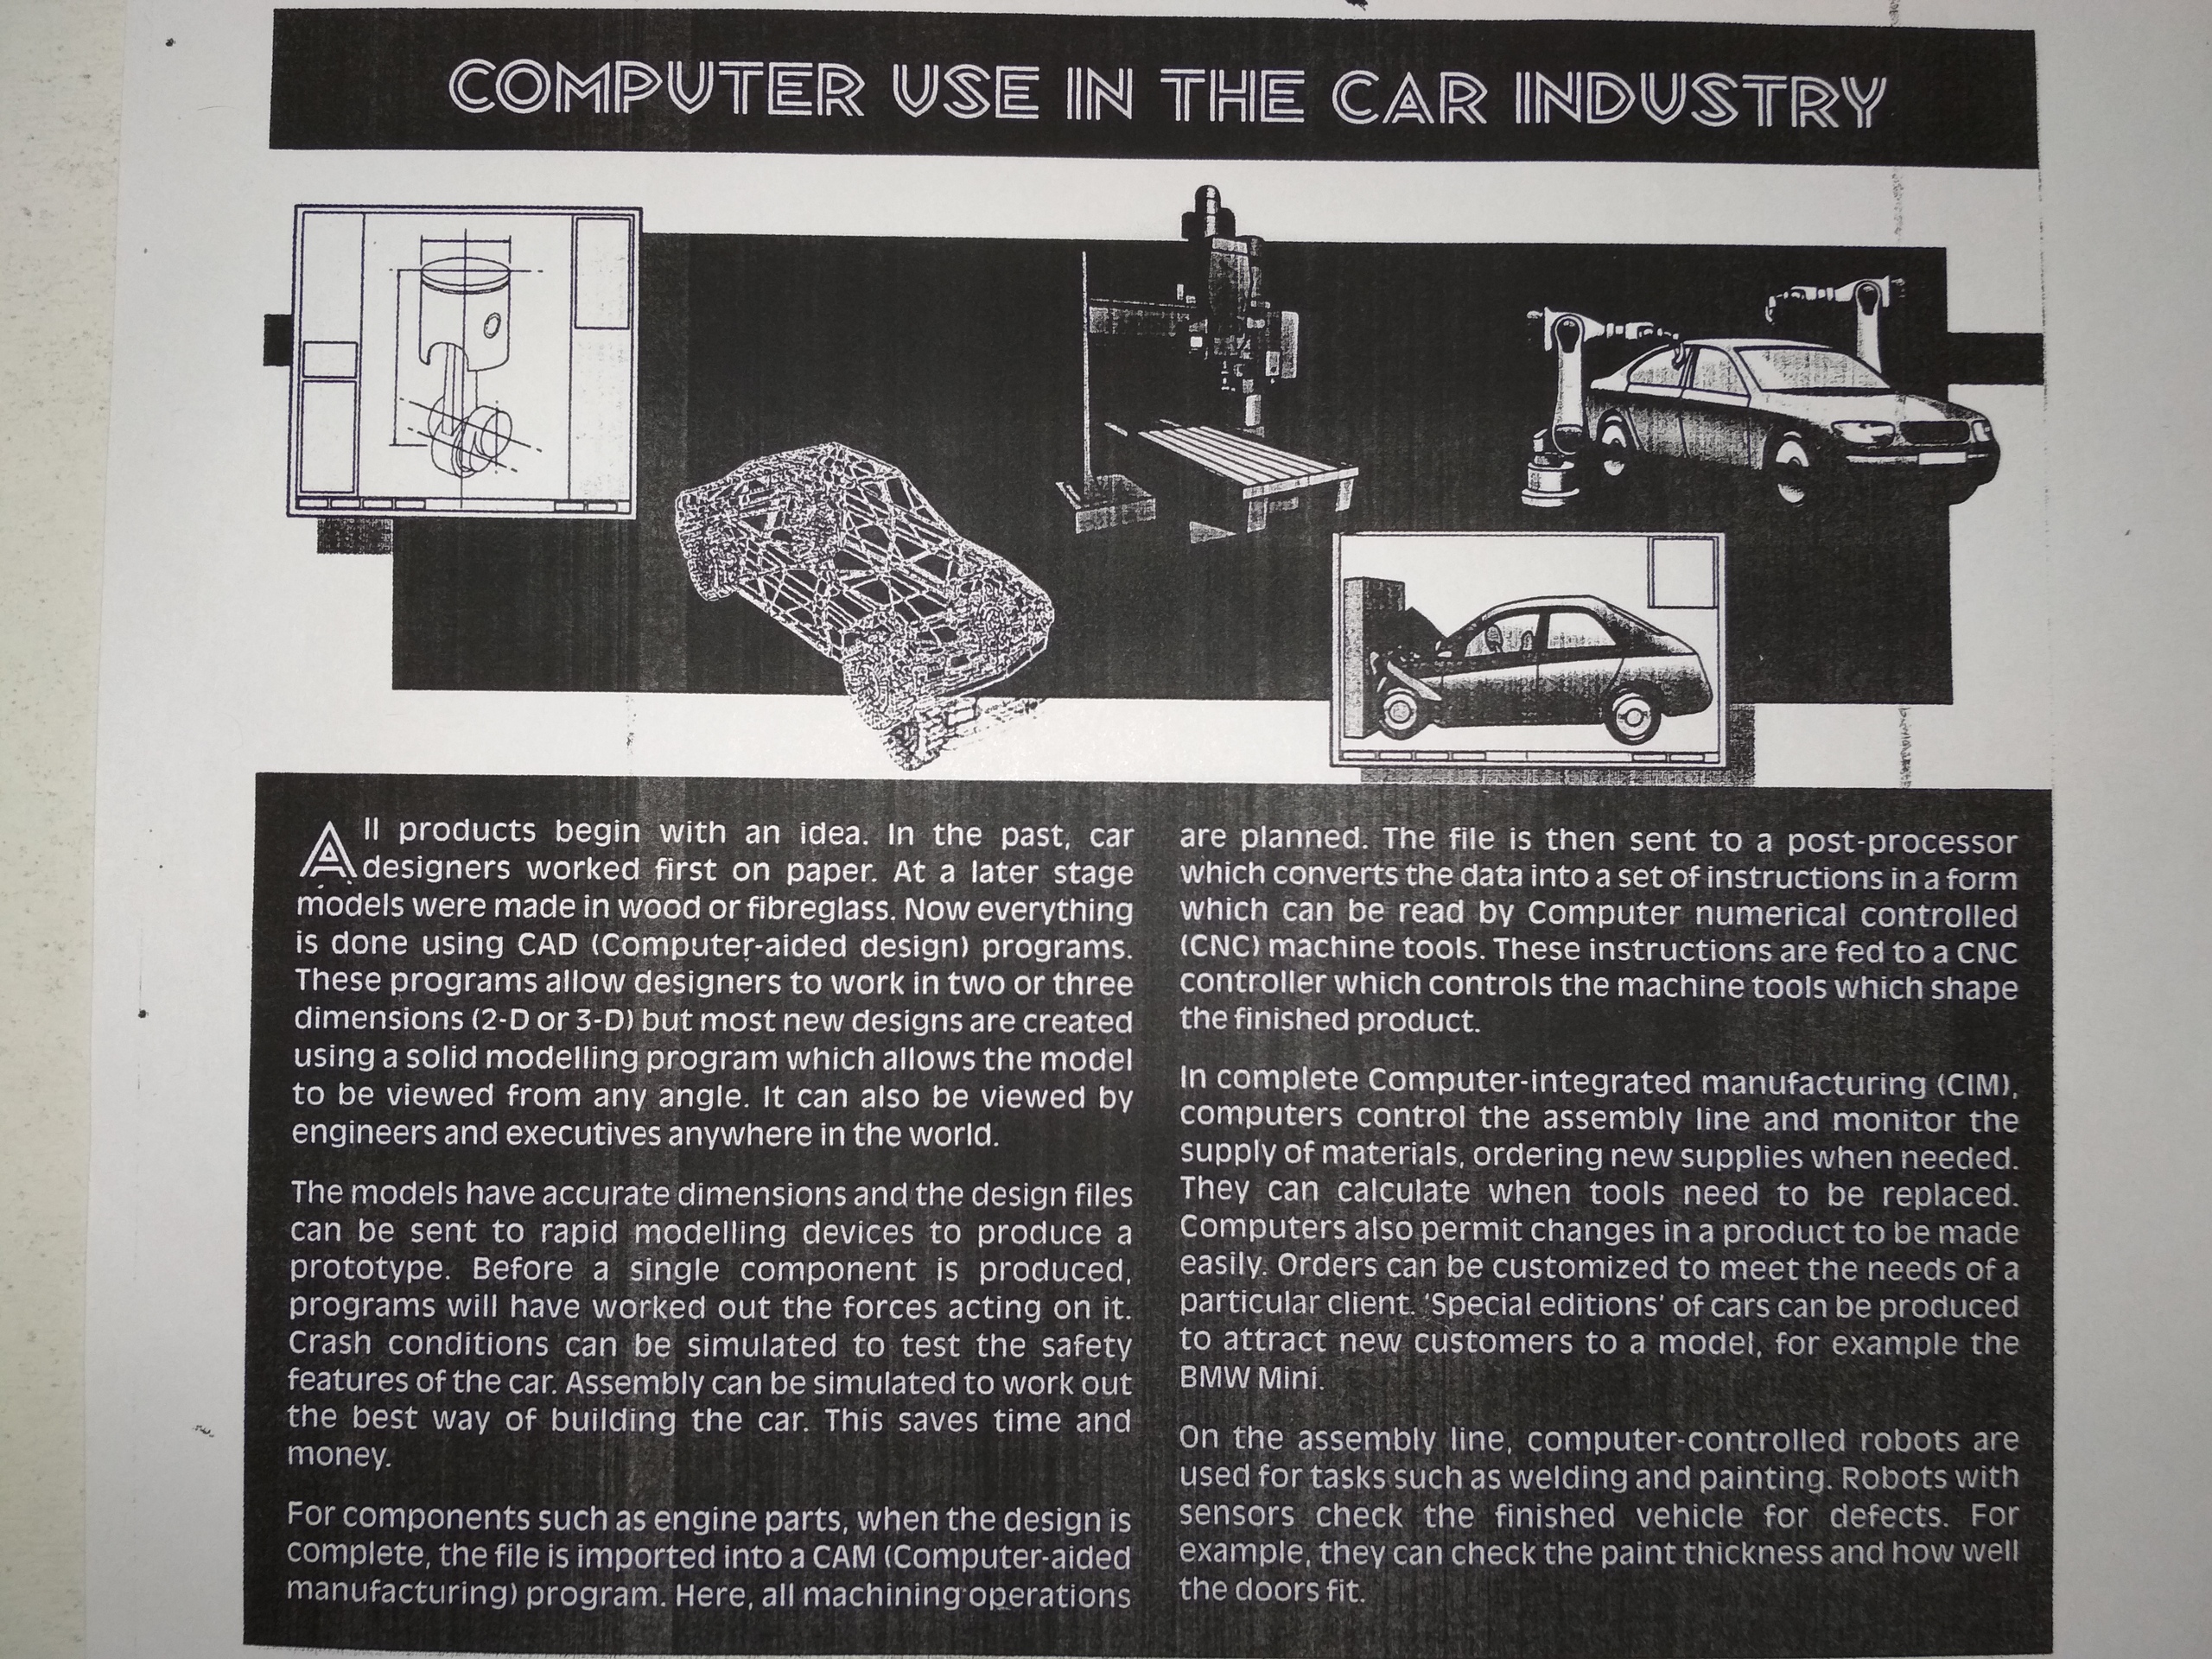 COMPUTER USE IN THE CAR INDUSTRY
All products begin with an idea. In the past, car
designers worked first on paper. At a later stage
models were made in wood or fibreglass. Now everything
is done using CAD (Computer-aided design) programs.
These programs allow designers to work in two or three
dimensions (2-D or 3-D) but most new designs are created
using a solid modelling program which allows the model
to be viewed from any angle. It can also be viewed by
engineers and executives anywhere in the world.
The models have accurate dimensions and the design files
can be sent to rapid modelling devices to produce a
prototype. Before a single component is produced,
programs will have worked out the forces acting on it.
Crash conditions can be simulated to test the safety
features of the car. Assembly can be simulated to work out
the best way of building the car. This saves time and
money.
For components such as engine parts, when the design is
complete, the file is imported into a CAM (Computer-aided
manufacturing) program. Here, all machining operations
are planned. The file is then sent to a post-processor
which converts the data into a set of instructions in a form
which can be read by Computer numerical controlled
(CNC) machine tools. These instructions are fed to a CNC
controller which controls the machine tools which shape
the finished product.
In complete Computer-integrated manufacturing (CIM),
computers control the assembly line and monitor the
supply of materials, ordering new supplies when needed.
They can calculate when tools need to be replaced.
Computers also permit changes in a product to be made
easily. Orders can be customized to meet the needs of a
particular client. 'Special editions' of cars can be produced
to attract new customers to a model, for example the
BMW Mini.
On the assembly line, computer-controlled robots are
used for tasks such as welding and painting. Robots with
sensors check the finished vehicle for defects. For
example, they can check the paint thickness and how well
the doors fit.